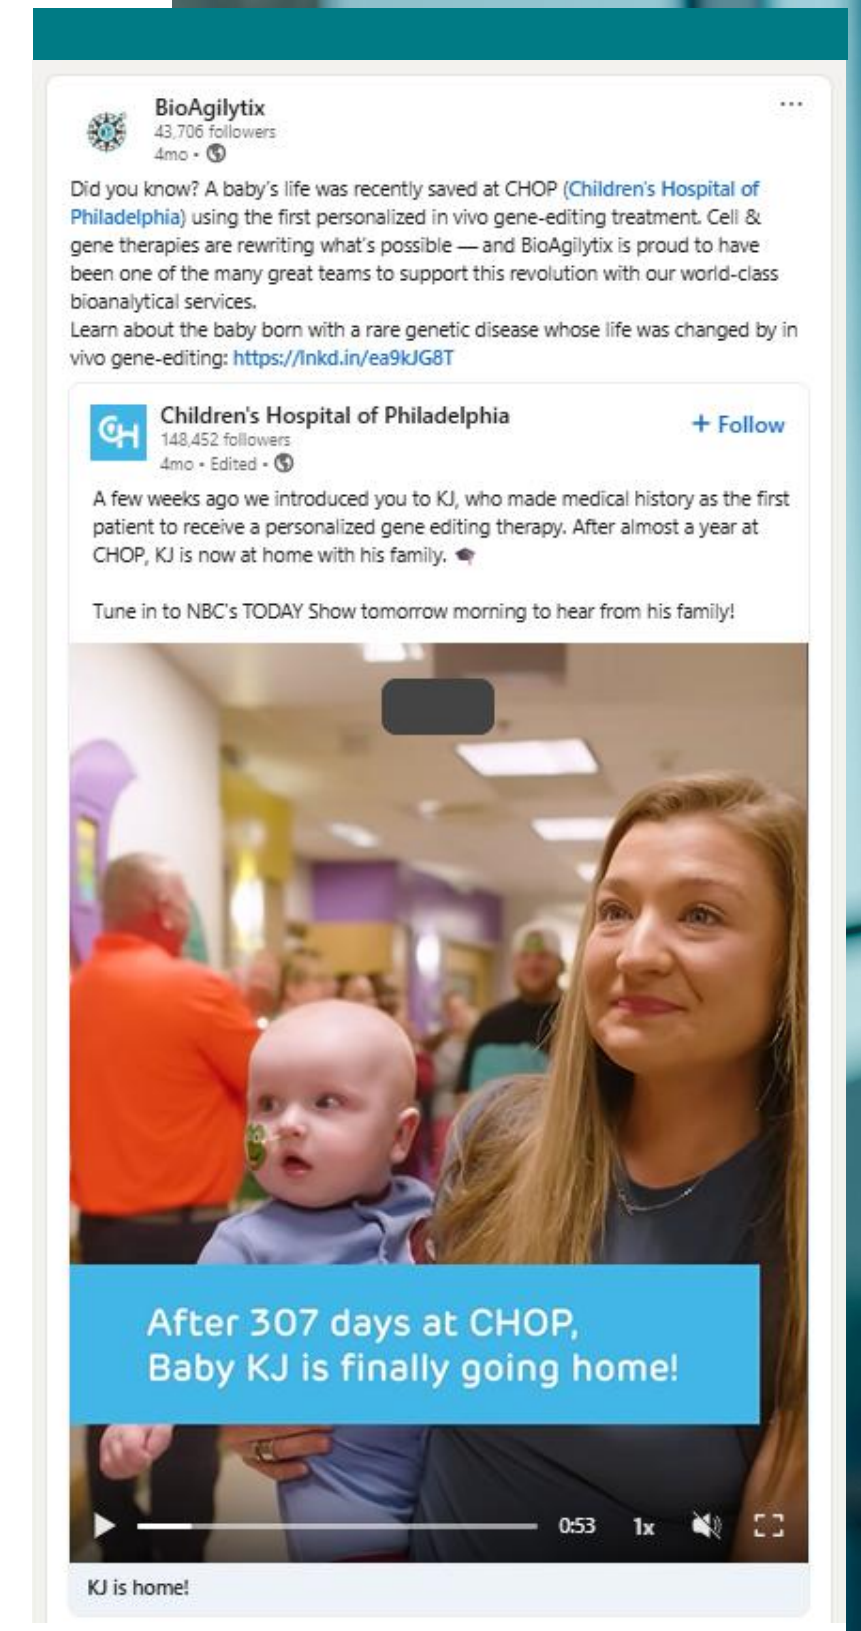 BioAgilytix
43,706 followers
4mo •
Did you know? A baby's life was recently saved at CHOP (Children's Hospital of
Philadelphia) using the first personalized in vivo gene-editing treatment. Cell &
gene therapies are rewriting what's possible — and BioAgilytix is proud to have
been one of the many great teams to support this revolution with our world-class
bioanalytical services.
Learn about the baby born with a rare genetic disease whose life was changed by in
vivo gene-editing: https://lnkd.in/ea9kJG8T
CH
Children's Hospital of Philadelphia
+ Follow
148,452 followers
4mo • Edited •
A few weeks ago we introduced you to KJ, who made medical history as the first
patient to receive a personalized gene editing therapy. After almost a year at
CHOP, KJ is now at home with his family.
Tune in to NBC's TODAY Show tomorrow morning to hear from his family!
After 307 days at CHOP,
Baby KJ is finally going home!
0:53 1x
KJ is home!